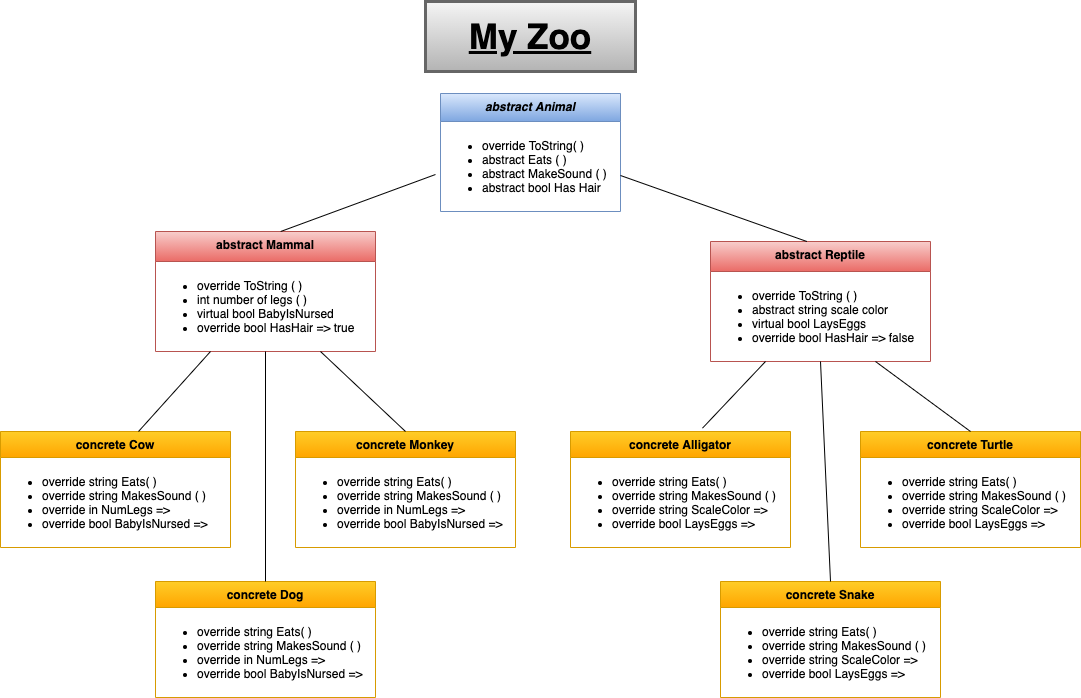 My Zoo
abstract Animal
• override ToString( )
• abstract Eats ( )
• abstract MakeSound ( )
• abstract bool Has Hair
abstract Mammal
• override ToString ( )
• int number of legs ( )
• virtual bool BabyIsNursed
• override bool HasHair => true
abstract Reptile
• override ToString ( )
• abstract string scale color
• virtual bool LaysEggs
• override bool HasHair => false
concrete Cow
• override string Eats( )
• override string MakesSound ( )
• override in NumLegs =>
• override bool BabyIsNursed =>
concrete Monkey
• override string Eats( )
• override string MakesSound ( )
• override in NumLegs =>
• override bool BabyIsNursed =>
concrete Alligator
• override string Eats( )
• override string MakesSound ( )
• override string ScaleColor =>
• override bool LaysEggs =>
concrete Turtle
• override string Eats( )
• override string MakesSound ( )
• override string ScaleColor =>
• override bool LaysEggs =>
concrete Dog
• override string Eats( )
• override string MakesSound ( )
• override in NumLegs =>
• override bool BabyIsNursed =>
concrete Snake
• override string Eats( )
• override string MakesSound ( )
• override string ScaleColor =>
• override bool LaysEggs =>